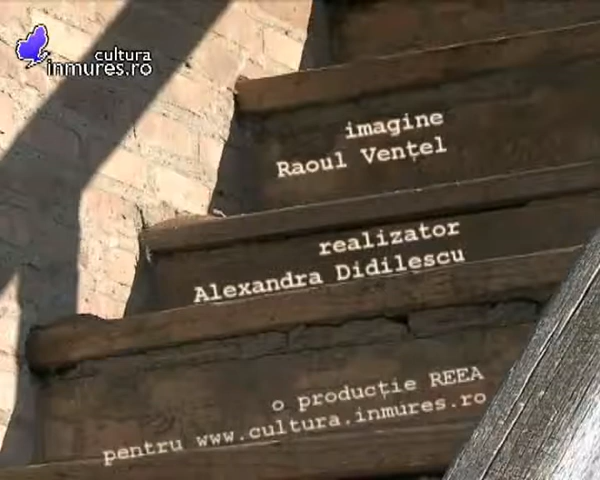 cultura
inmures.ro
imagine
Raoul Vențel
realizator
Alexandra Didilescu
o producție REEA
pentru www.cultura.inmures.ro